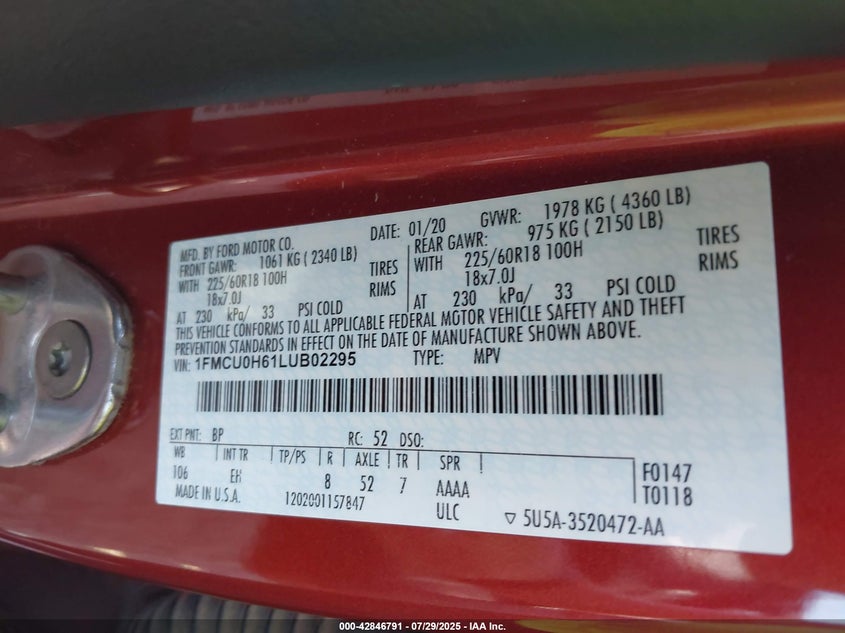 MFD. BY FORD MOTOR CO.
DATE: 01/20 GVWR: 1978 KG ( 4360 LB)
FRONT GAWR: 1061 KG ( 2340 LB)
REAR GAWR: 975 KG ( 2150 LB)
WITH 225/60R18 100H TIRES
WITH 225/60R18 100H TIRES
18x7.0J RIMS
18x7.0J RIMS
AT 230 kPa/ 33 PSI COLD
AT 230 kPa/ 33 PSI COLD
THIS VEHICLE CONFORMS TO ALL APPLICABLE FEDERAL MOTOR VEHICLE SAFETY AND THEFT
PREVENTION STANDARDS IN EFFECT ON THE DATE OF MANUFACTURE SHOWN ABOVE.
VIN: 1FMCU0H61LUB02295 TYPE: MPV
EXT PNT: BP RC: 52 DSO:
WB INT TR TP/PS R AXLE TR SPR
106 EH 8 52 7 AAAA F0147
MADE IN U.S.A. 1202001157847 ULC T0118
▽ 5U5A-3520472-AA
000-42846791 - 07/29/2025 - IAA Inc.